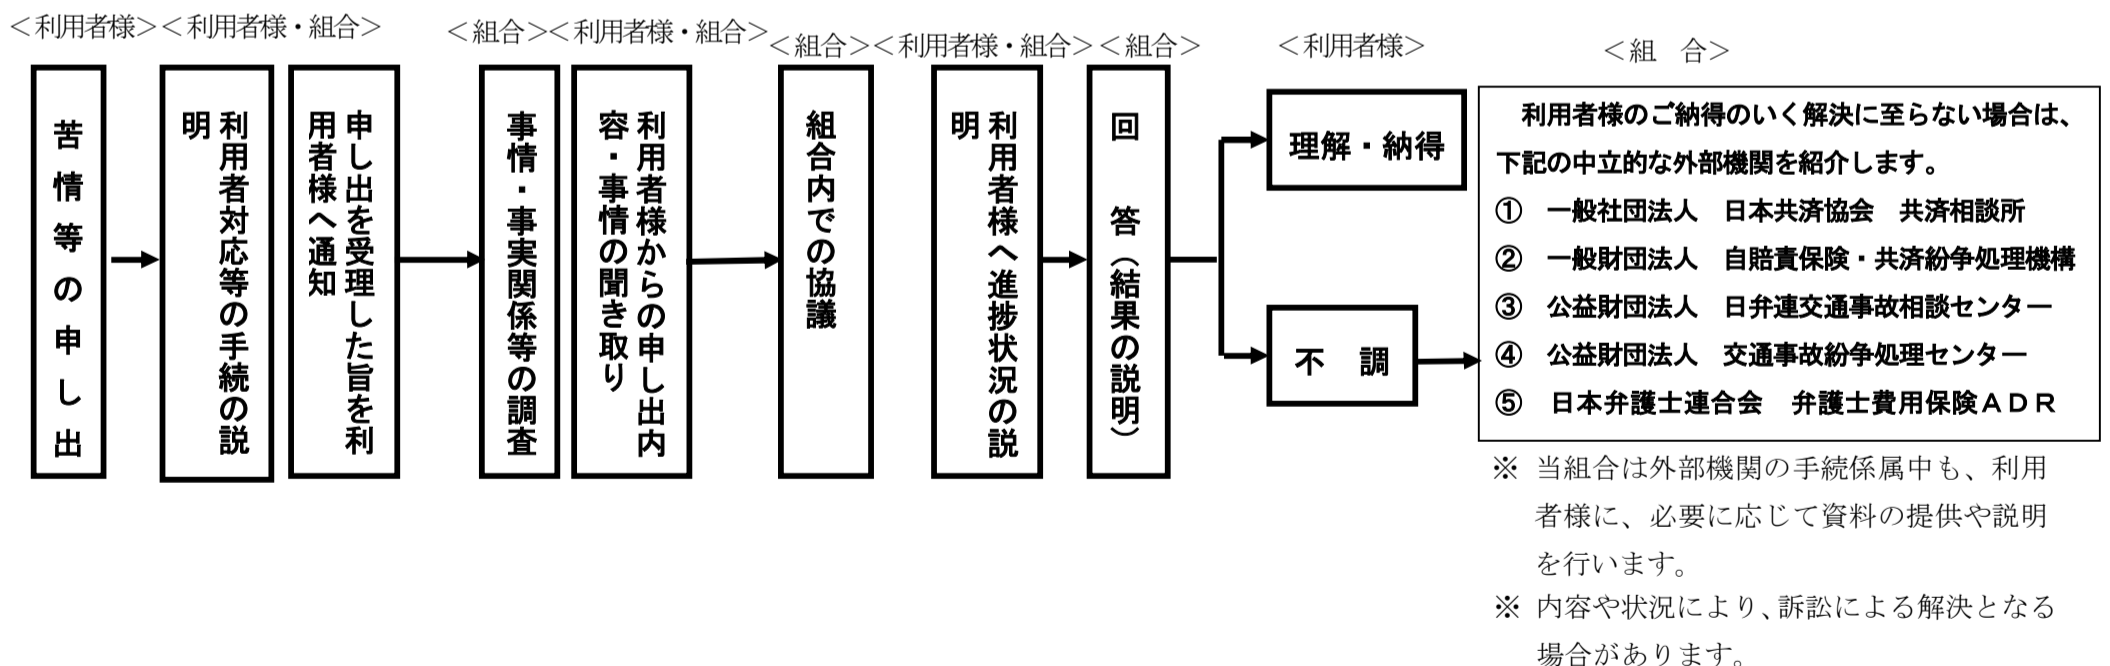 ＜利用者様＞
＜利用者様・組合＞
＜組合＞
＜利用者様・組合＞
＜組合＞
＜利用者様・組合＞
＜組合＞
＜利用者様＞
＜組　合＞
苦情等の申し出
利用者対応等の手続の説
明
申し出を受理した旨を利
用者様へ通知
事情・事実関係等の調査
利用者様からの申し出内
容・事情の聞き取り
組合内での協議
利用者様へ進捗状況の説
明
回　答（結果の説明）
理解・納得
不　調
利用者様のご納得のいく解決に至らない場合は、
下記の中立的な外部機関を紹介します。
①　一般社団法人　日本共済協会　共済相談所
②　一般財団法人　自賠責保険・共済紛争処理機構
③　公益財団法人　日弁連交通事故相談センター
④　公益財団法人　交通事故紛争処理センター
⑤　日本弁護士連合会　弁護士費用保険ＡＤＲ
※ 当組合は外部機関の手続係属中も、利用
者様に、必要に応じて資料の提供や説明
を行います。
※ 内容や状況により、訴訟による解決となる
場合があります。